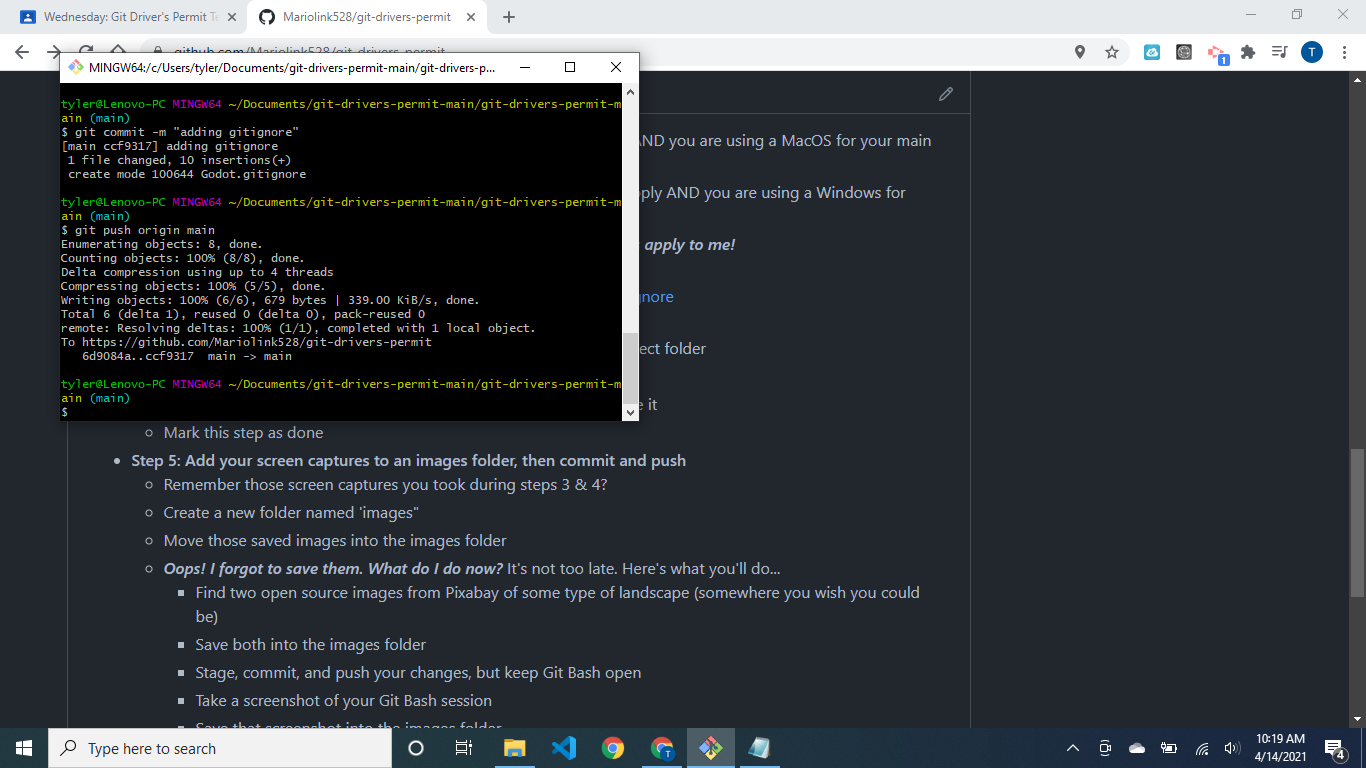 Wednesday: Git Driver's Permit Te
Mariolink528/git-drivers-permit
github.com/Mariolink528/git-drivers-permit
1
T
MINGW64:/c/Users/tyler/Documents/git-drivers-permit-main/git-drivers-p...
tyler@Lenovo-PC MINGW64 ~/Documents/git-drivers-permit-main/git-drivers-permit-m
ain (main)
$ git commit -m "adding gitignore"
[main ccf9317] adding gitignore
1 file changed, 10 insertions(+)
create mode 100644 Godot.gitignore
tyler@Lenovo-PC MINGW64 ~/Documents/git-drivers-permit-main/git-drivers-permit-m
ain (main)
$ git push origin main
Enumerating objects: 8, done.
Counting objects: 100% (8/8), done.
Delta compression using up to 4 threads
Compressing objects: 100% (5/5), done.
Writing objects: 100% (6/6), 679 bytes | 339.00 KiB/s, done.
Total 6 (delta 1), reused 0 (delta 0), pack-reused 0
remote: Resolving deltas: 100% (1/1), completed with 1 local object.
To https://github.com/Mariolink528/git-drivers-permit
6d9084a..ccf9317 main -> main
tyler@Lenovo-PC MINGW64 ~/Documents/git-drivers-permit-main/git-drivers-permit-m
ain (main)
$
AND you are using a MacOS for your main
ply AND you are using a Windows for
apply to me!
nore
ect folder
e it
Mark this step as done
Step 5: Add your screen captures to an images folder, then commit and push
Remember those screen captures you took during steps 3 & 4?
Create a new folder named 'images"
Move those saved images into the images folder
Oops! I forgot to save them. What do I do now? It's not too late. Here's what you'll do...
Find two open source images from Pixabay of some type of landscape (somewhere you wish you could
be)
Save both into the images folder
Stage, commit, and push your changes, but keep Git Bash open
Take a screenshot of your Git Bash session
Save that screenshot into the images folder
Type here to search
T
10:19 AM
4/14/2021
4